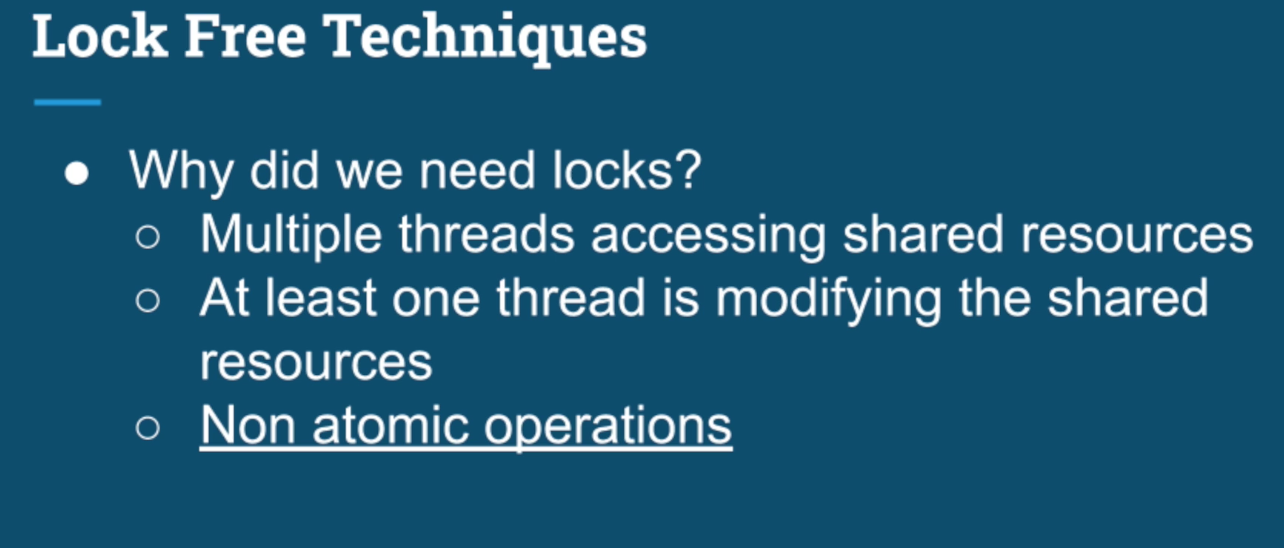 Lock Free Techniques
● Why did we need locks?
○ Multiple threads accessing shared resources
○ At least one thread is modifying the shared
resources
○ Non atomic operations